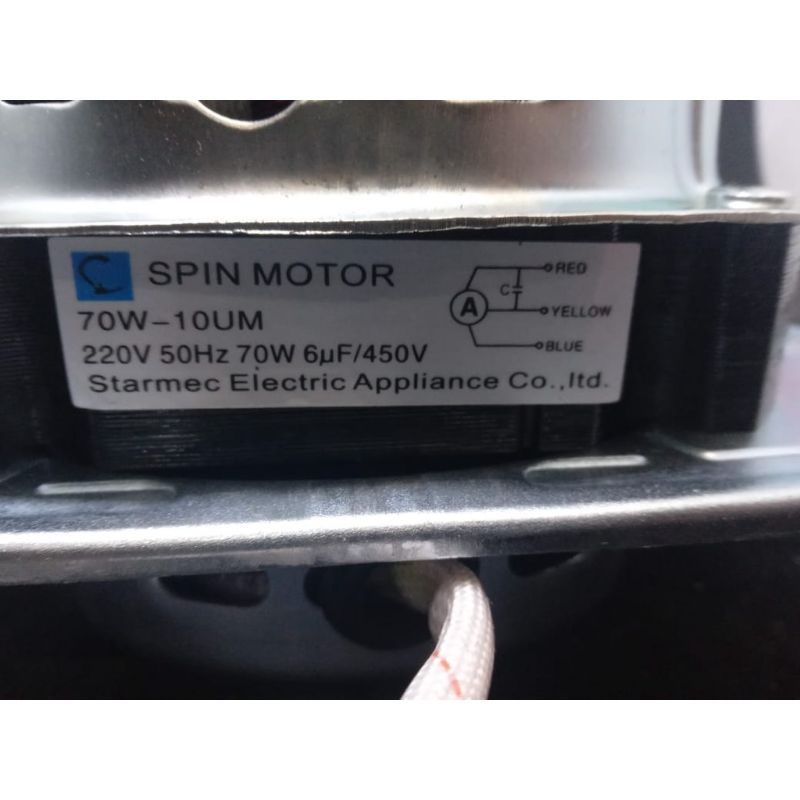 SPIN MOTOR
70W-10UM
220V 50Hz 70W 6μF/450V
Starmec Electric Appliance Co.,ltd.
A
C
RED
YELLOW
BLUE